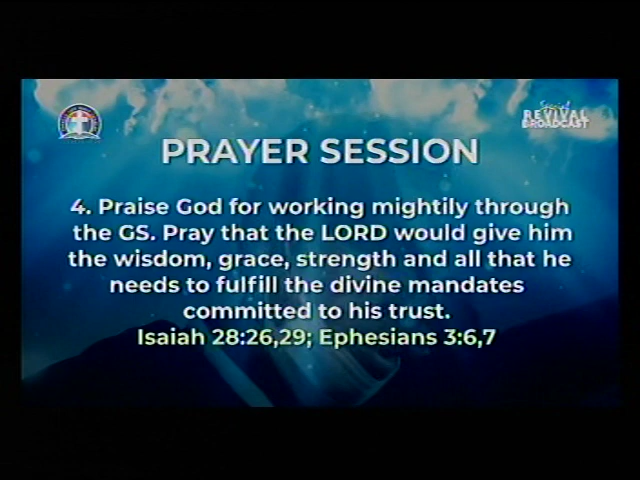 Special
REVIVAL
BROADCAST
PRAYER SESSION
4. Praise God for working mightily through
the GS. Pray that the LORD would give him
the wisdom, grace, strength and all that he
needs to fulfill the divine mandates
committed to his trust.
Isaiah 28:26,29; Ephesians 3:6,7